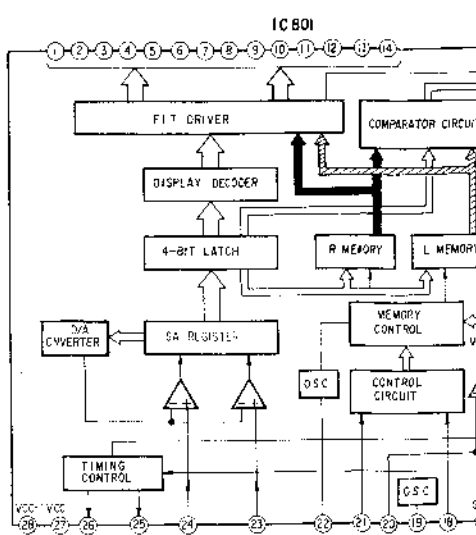 IC801
1 2 3 4 5 6 7 8 9 10 11 12 13 14
FLT DRIVER
COMPARATOR CIRCUIT
DISPLAY DECODER
4-BIT LATCH
R MEMORY
L MEMORY
D/A
CNVERTER
SA REGISTER
MEMORY
CONTROL
OSC
CONTROL
CIRCUIT
TIMING
CONTROL
OSC
VCC- VCC
28 27 26 25 24 23 22 21 20 19 18